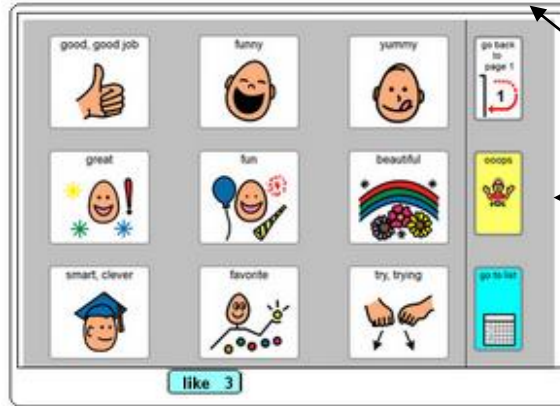 good, good job
funny
yummy
go back
to
page 1
1
great
fun
beautiful
ooops
smart, clever
favorite
try, trying
go to list
like 3